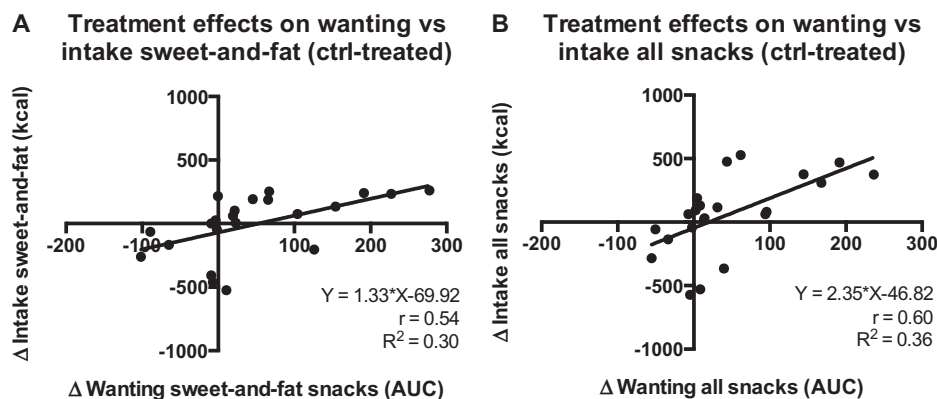 A Treatment effects on wanting vs
intake sweet-and-fat (ctrl-treated)
Δ Intake sweet-and-fat (kcal)
1000
500
-200 -100 100 200 300
-500
-1000
Y = 1.33*X-69.92
r = 0.54
R² = 0.30
Δ Wanting sweet-and-fat snacks (AUC)
B Treatment effects on wanting vs
intake all snacks (ctrl-treated)
Δ Intake all snacks (kcal)
1000
500
-200 -100 100 200 300
-500
-1000
Y = 2.35*X-46.82
r = 0.60
R² = 0.36
Δ Wanting all snacks (AUC)